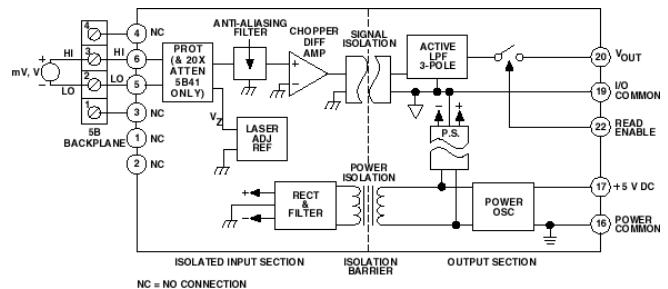 4
NC
HI
3
HI
6
mV, V
LO
2
LO
5
1
3
NC
5B
BACKPLANE
1
NC
2
NC
PROT
(& 20X
ATTEN
5B41
ONLY)
ANTI-ALIASING
FILTER
CHOPPER
DIFF
AMP
+
−
VZ
LASER
ADJ
REF
SIGNAL
ISOLATION
ACTIVE
LPF
3-POLE
− +
P.S.
20
VOUT
19
I/O
COMMON
22
READ
ENABLE
POWER
ISOLATION
+
−
RECT
&
FILTER
POWER
OSC
17
+5 V DC
16
POWER
COMMON
ISOLATED INPUT SECTION
ISOLATION
BARRIER
OUTPUT SECTION
NC = NO CONNECTION